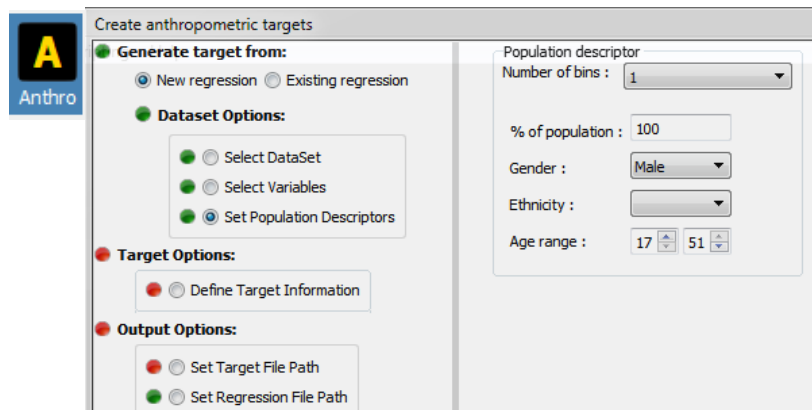 A
Anthro
Create anthropometric targets
Generate target from:
New regression Existing regression
Dataset Options:
Select DataSet
Select Variables
Set Population Descriptors
Target Options:
Define Target Information
Output Options:
Set Target File Path
Set Regression File Path
Population descriptor
Number of bins : 1
% of population : 100
Gender : Male
Ethnicity :
Age range : 17 51